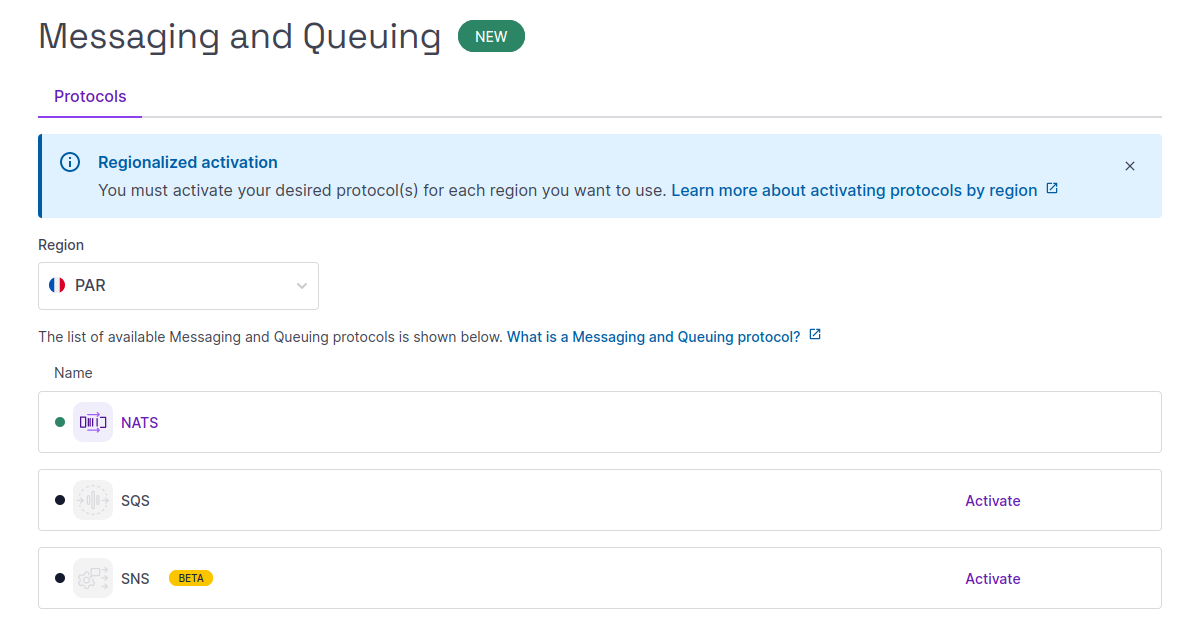 Messaging and Queuing NEW
Protocols
Regionalized activation
You must activate your desired protocol(s) for each region you want to use. Learn more about activating protocols by region
Region
PAR
The list of available Messaging and Queuing protocols is shown below. What is a Messaging and Queuing protocol?
Name
NATS
SQS Activate
SNS BETA Activate